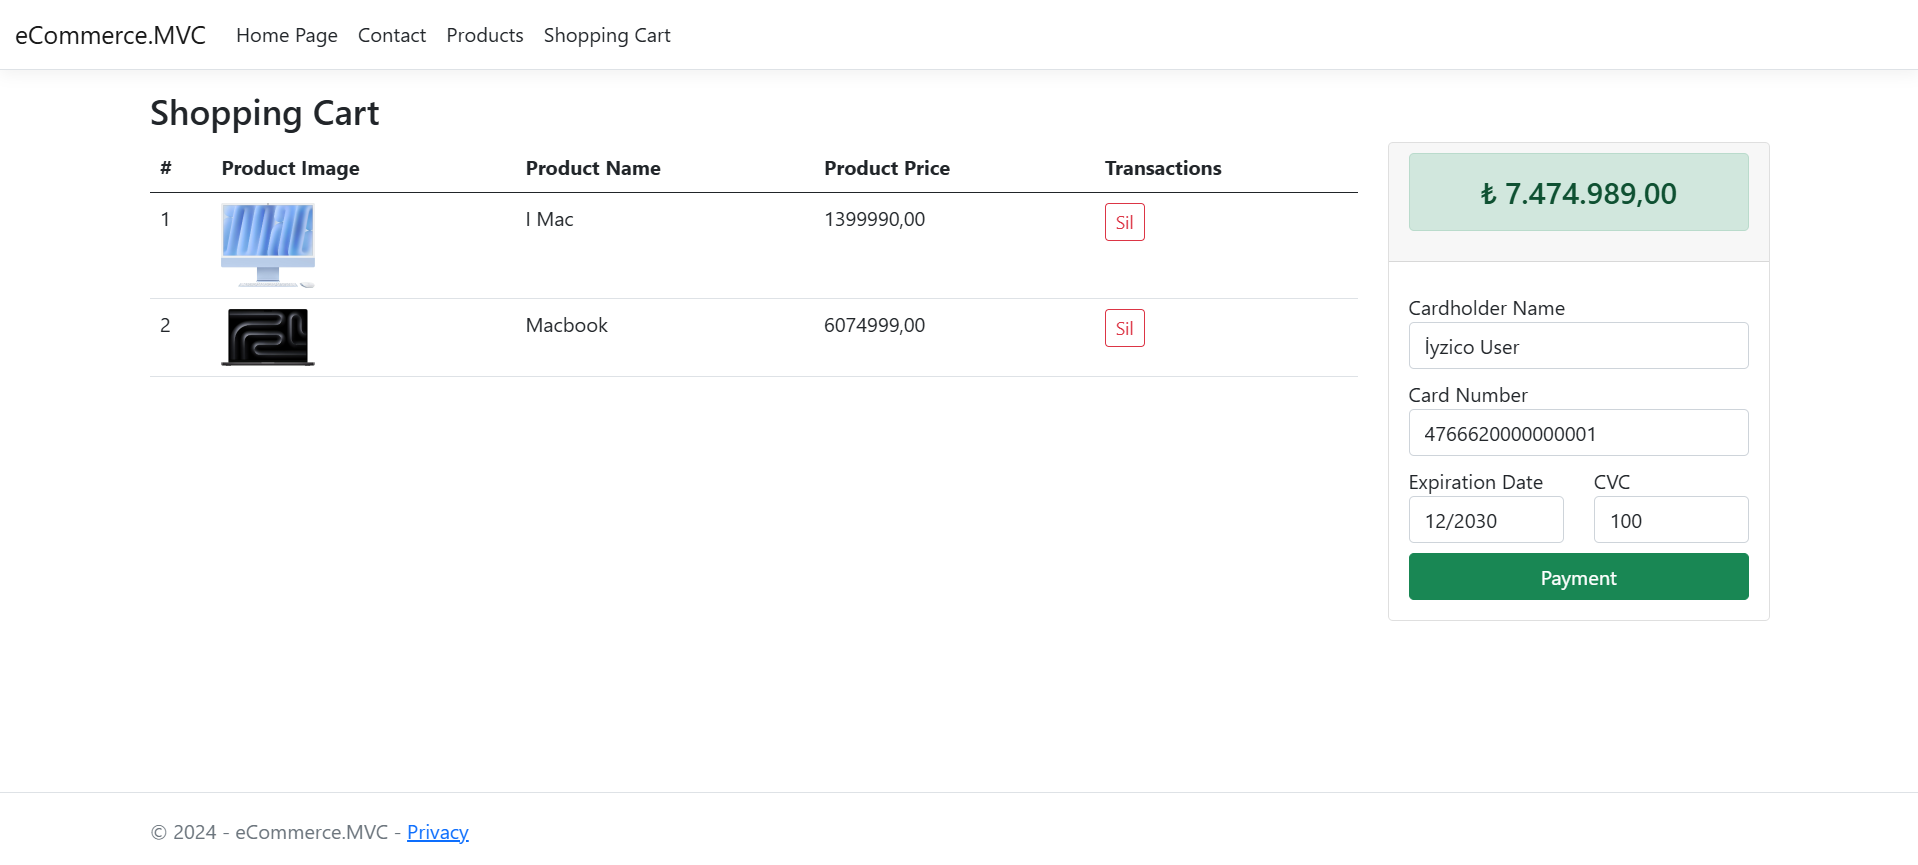 eCommerce.MVC Home Page Contact Products Shopping Cart
Shopping Cart
# Product Image Product Name Product Price Transactions
1 I Mac 1399990,00 Sil
2 Macbook 6074999,00 Sil
₺ 7.474.989,00
Cardholder Name
İyzico User
Card Number
4766620000000001
Expiration Date CVC
12/2030 100
Payment
© 2024 - eCommerce.MVC - Privacy